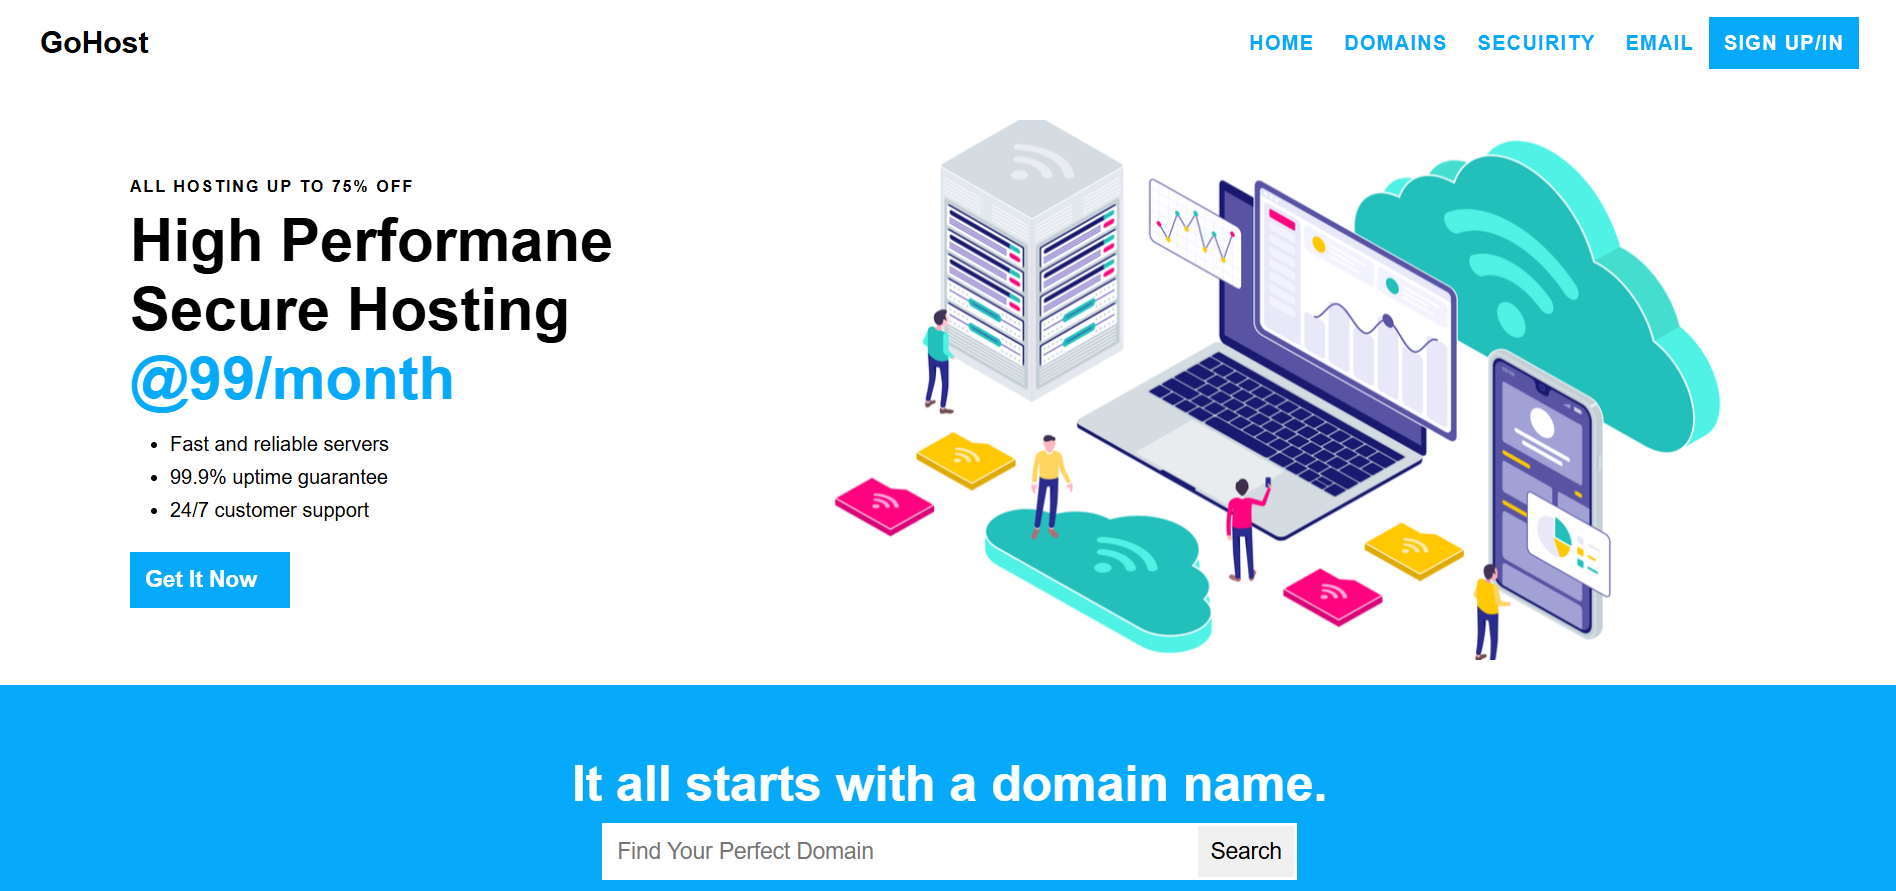 GoHost
HOME DOMAINS SECUIRITY EMAIL SIGN UP/IN
ALL HOSTING UP TO 75% OFF
High Performane
Secure Hosting
@99/month
Fast and reliable servers
99.9% uptime guarantee
24/7 customer support
Get It Now
It all starts with a domain name.
Find Your Perfect Domain Search